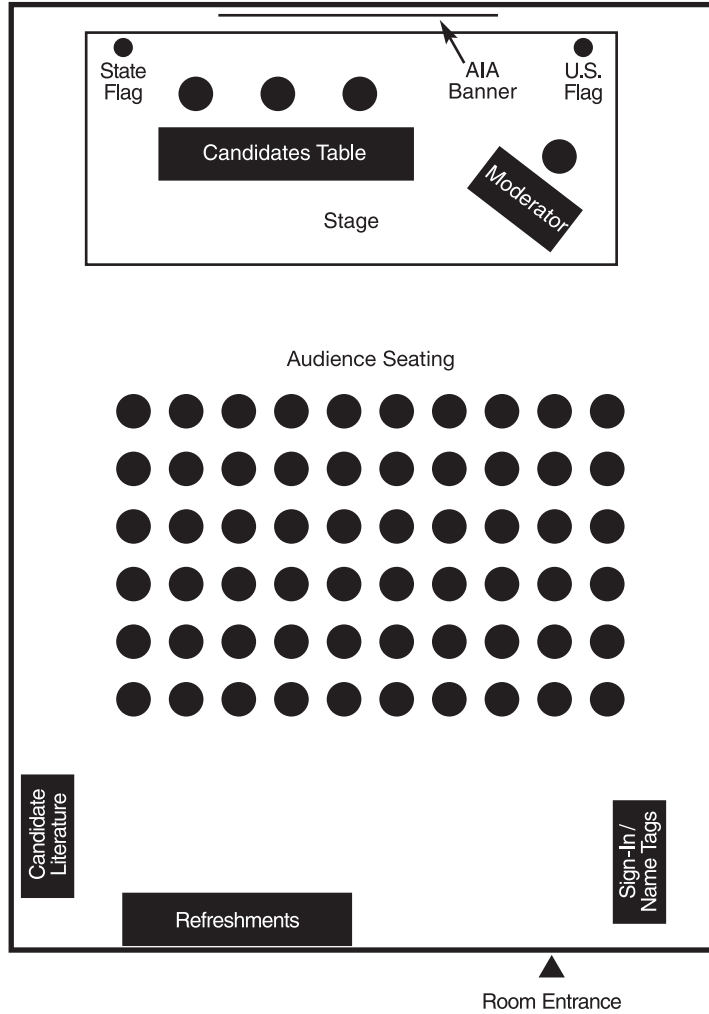 State
Flag
AIA
Banner
U.S.
Flag
Candidates Table
Moderator
Stage
Audience Seating
Candidate
Literature
Sign-In /
Name Tags
Refreshments
Room Entrance